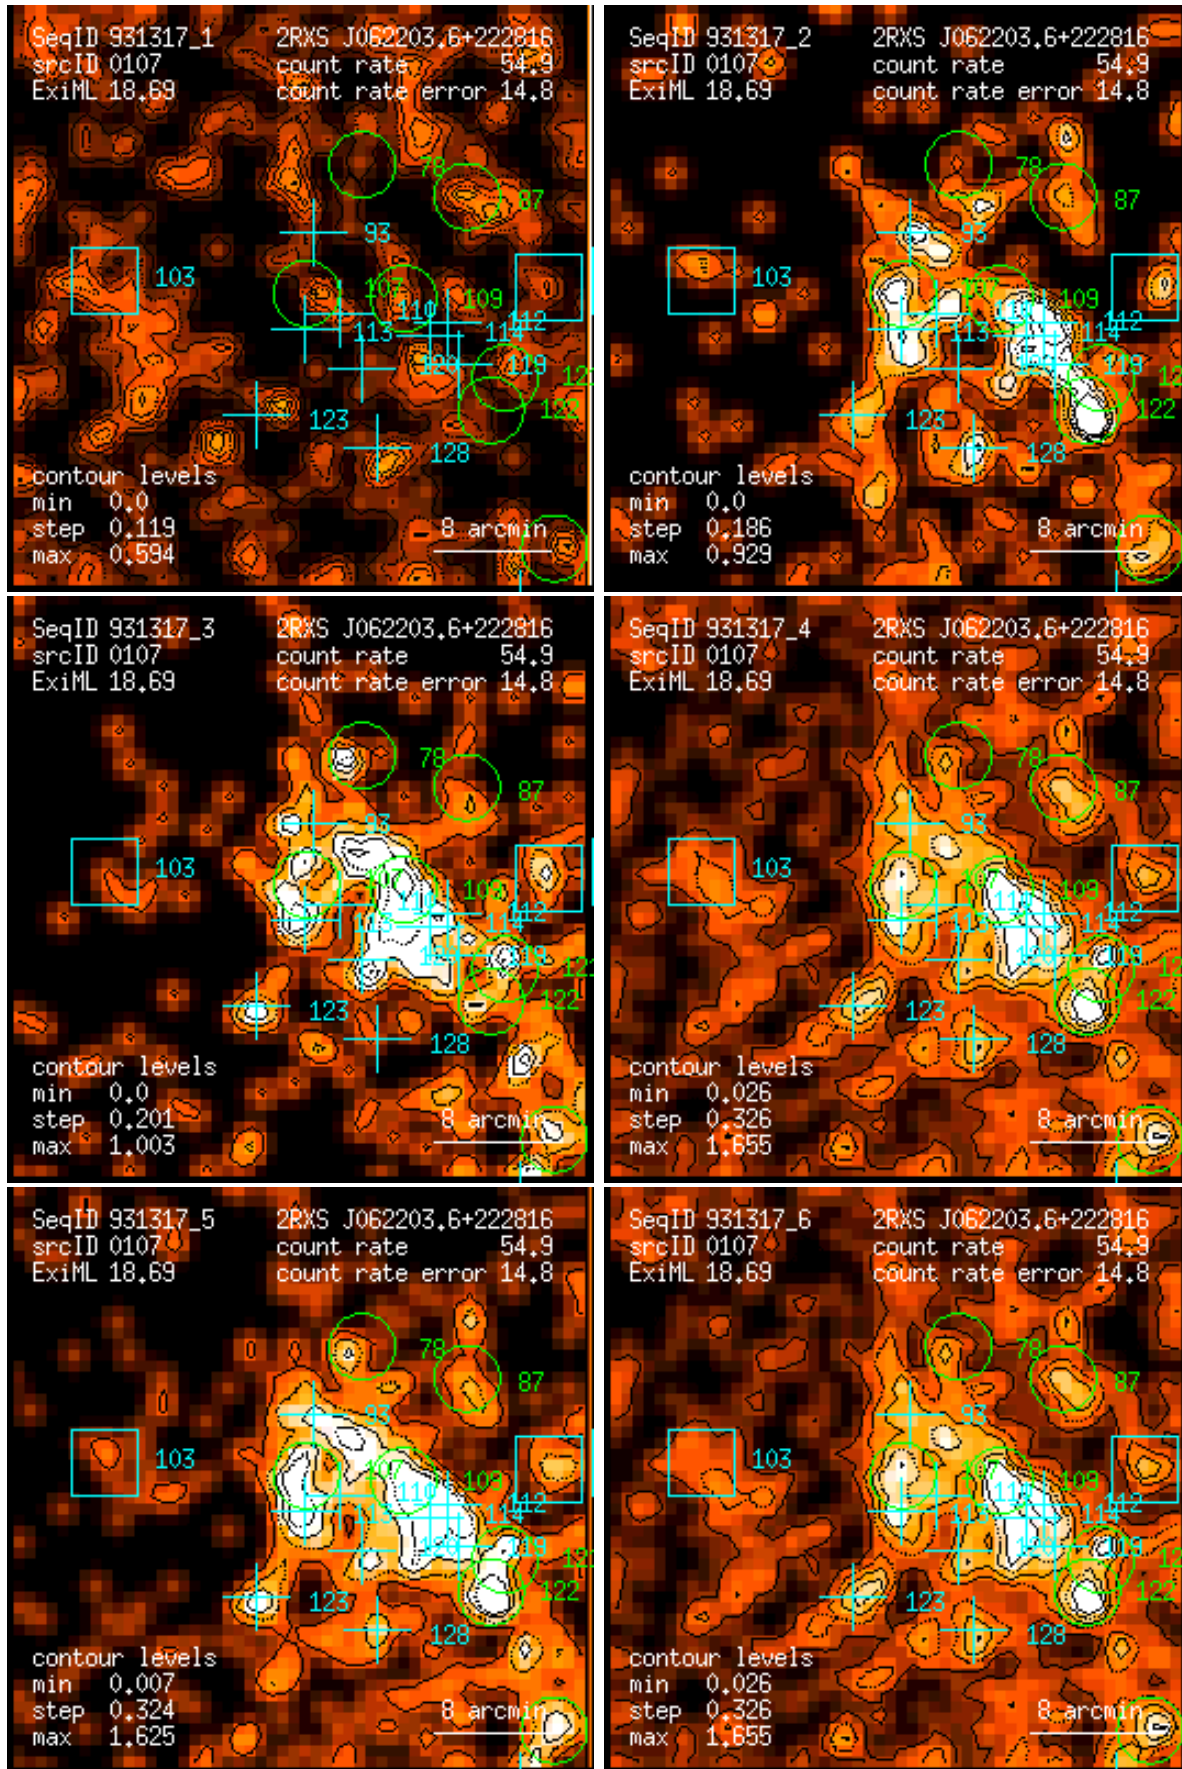 SeqID 931317_1 2RXS J062203.6+222816
srcID 0107 count rate 54.9
ExiML 18.69 count rate error 14.8
78
87
93
103
107
110
109
112
113
114
120
119
122
123
128
contour levels
min 0.0
step 0.119
max 0.594
8 arcmin
SeqID 931317_2 2RXS J062203.6+222816
srcID 0107 count rate 54.9
ExiML 18.69 count rate error 14.8
78
87
93
103
109
113
114
119
122
123
128
contour levels
min 0.0
step 0.186
max 0.929
8 arcmin
SeqID 931317_3 2RXS J062203.6+222816
srcID 0107 count rate 54.9
ExiML 18.69 count rate error 14.8
78
87
93
103
107
110
109
112
113
114
120
119
122
123
128
contour levels
min 0.0
step 0.201
max 1.003
8 arcmin
SeqID 931317_4 2RXS J062203.6+222816
srcID 0107 count rate 54.9
ExiML 18.69 count rate error 14.8
78
87
93
103
107
110
109
112
113
114
119
122
123
128
contour levels
min 0.026
step 0.326
max 1.655
8 arcmin
SeqID 931317_5 2RXS J062203.6+222816
srcID 0107 count rate 54.9
ExiML 18.69 count rate error 14.8
78
87
93
103
107
110
109
112
113
114
120
119
122
123
128
contour levels
min 0.007
step 0.324
max 1.625
8 arcmin
SeqID 931317_6 2RXS J062203.6+222816
srcID 0107 count rate 54.9
ExiML 18.69 count rate error 14.8
78
87
93
103
107
110
109
112
113
114
119
122
123
128
contour levels
min 0.026
step 0.326
max 1.655
8 arcmin